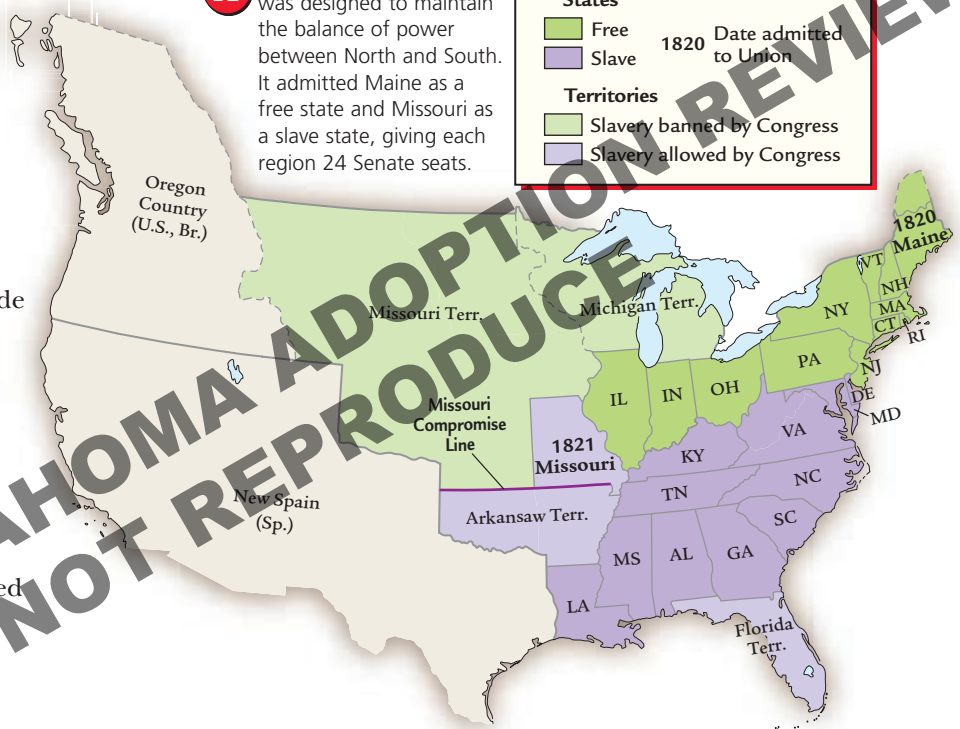 was designed to maintain
the balance of power
between North and South.
It admitted Maine as a
free state and Missouri as
a slave state, giving each
region 24 Senate seats.
States
Free
Slave
1820 Date admitted
to Union
Territories
Slavery banned by Congress
Slavery allowed by Congress
de
ed
Oregon
Country
(U.S., Br.)
Missouri Terr.
Michigan Terr.
1820
Maine
VT
NH
MA
CT
RI
NY
PA
NJ
DE
MD
IL
IN
OH
VA
KY
NC
TN
SC
MS
AL
GA
LA
Missouri
Compromise
Line
1821
Missouri
Arkansaw Terr.
New Spain
(Sp.)
Florida
Terr.
AHOMA ADOPTION REVIEW
NOT REPRODUCE